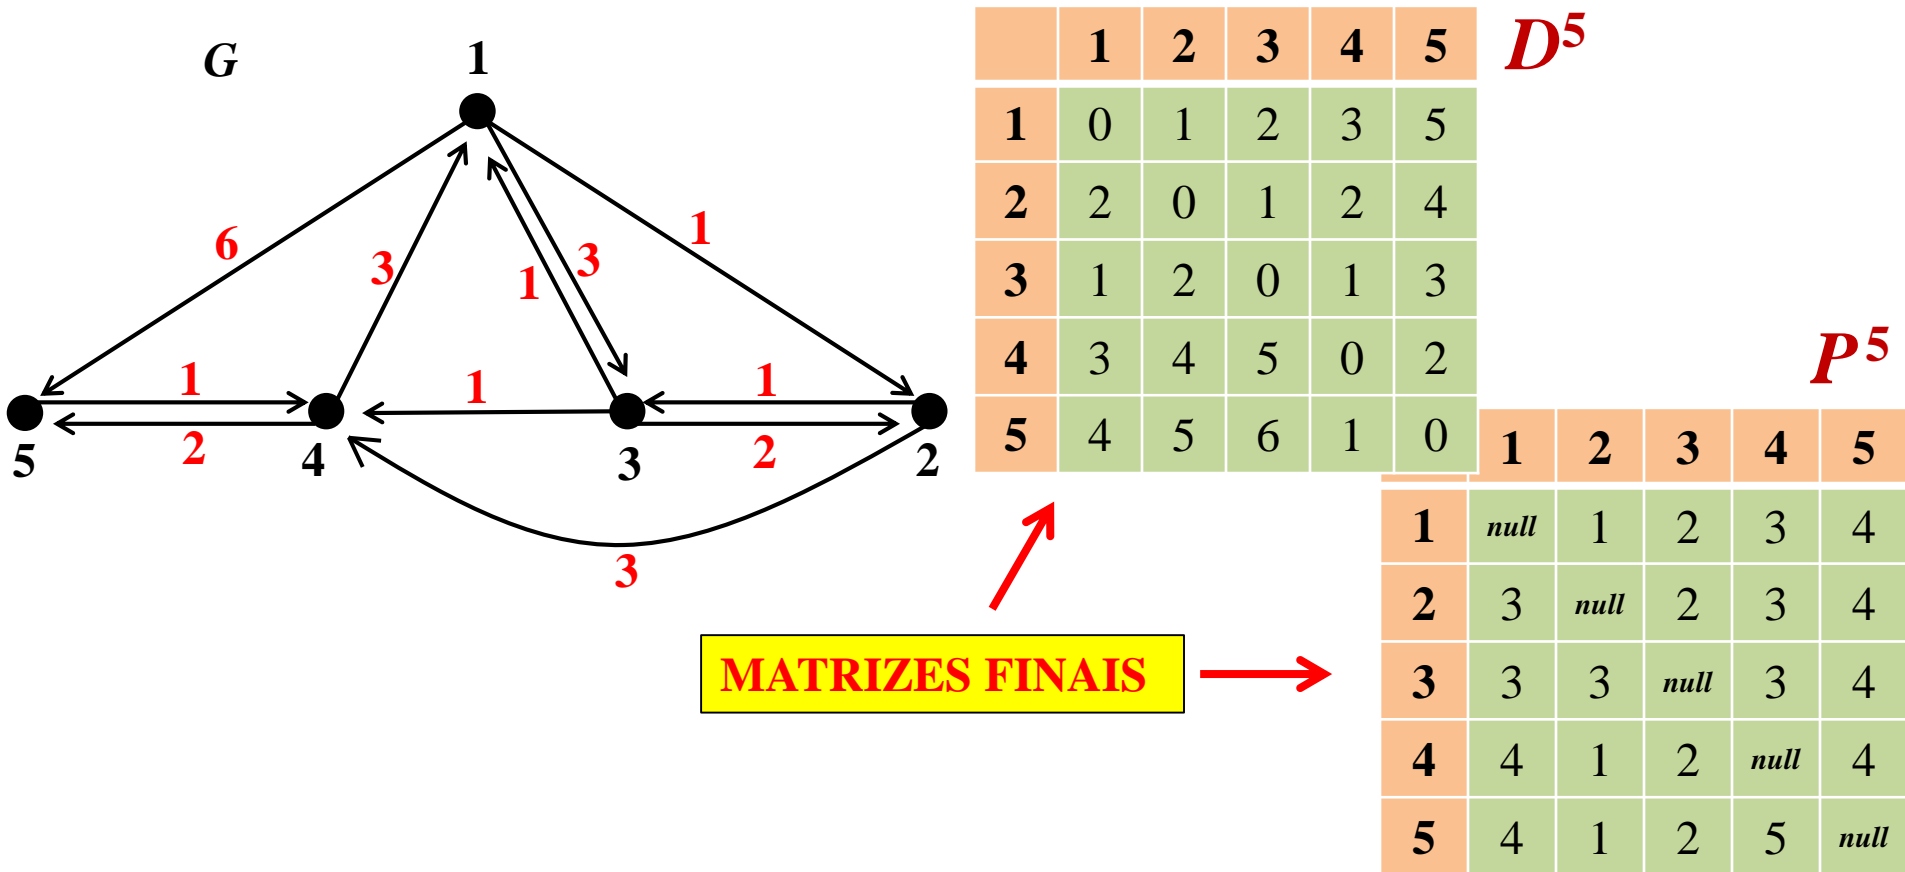 G
1
6
3
1
3
1
1
2
1
1
2
5
4
3
2
3
D⁵
1 2 3 4 5
1 0 1 2 3 5
2 2 0 1 2 4
3 1 2 0 1 3
4 3 4 5 0 2
5 4 5 6 1 0
P⁵
1 2 3 4 5
1 null 1 2 3 4
2 3 null 2 3 4
3 3 3 null 3 4
4 4 1 2 null 4
5 4 1 2 5 null
MATRIZES FINAIS